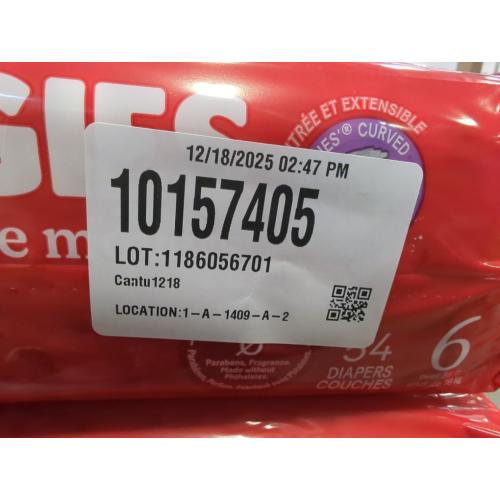 GIES
e m
TRÉE ET EXTENSIBLE
IES'® CURVED
12/18/2025 02:47 PM
10157405
LOT:1186056701
Cantu1218
LOCATION:1-A-1409-A-2
Parabens, Fragrance.
Made without
34
DIAPERS
COUCHES
6